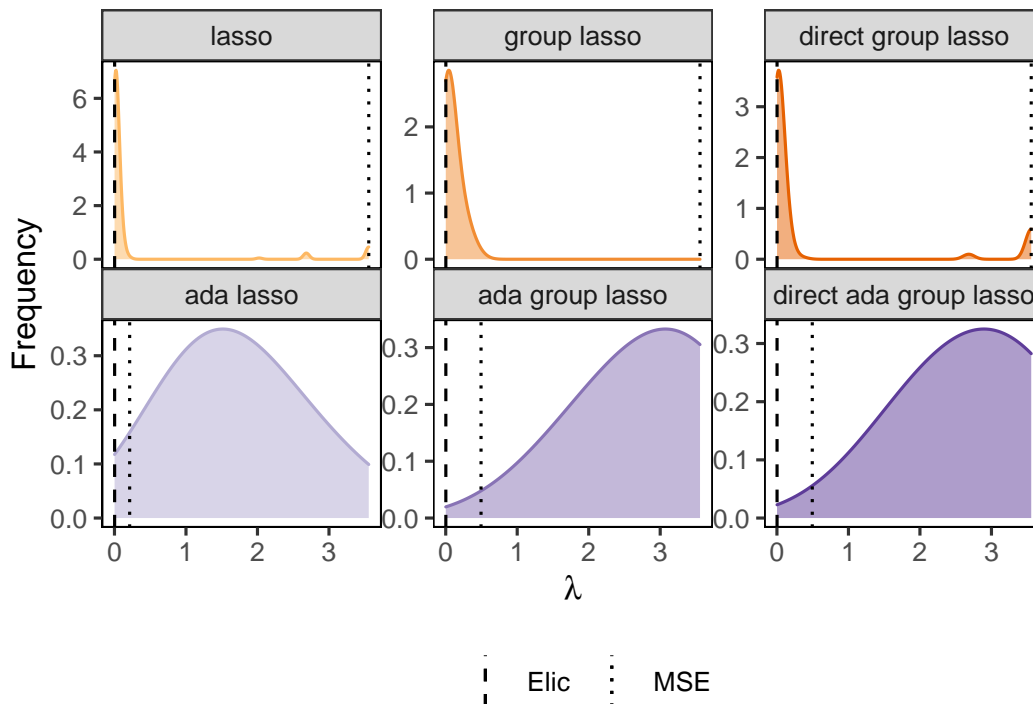 lasso
group lasso
direct group lasso
6
4
2
0
2
1
0
3
2
1
0
Frequency
ada lasso
ada group lasso
direct ada group lasso
0.3
0.2
0.1
0.0
0.3
0.2
0.1
0.0
0.3
0.2
0.1
0.0
0 1 2 3
0 1 2 3
0 1 2 3
λ
Elic MSE